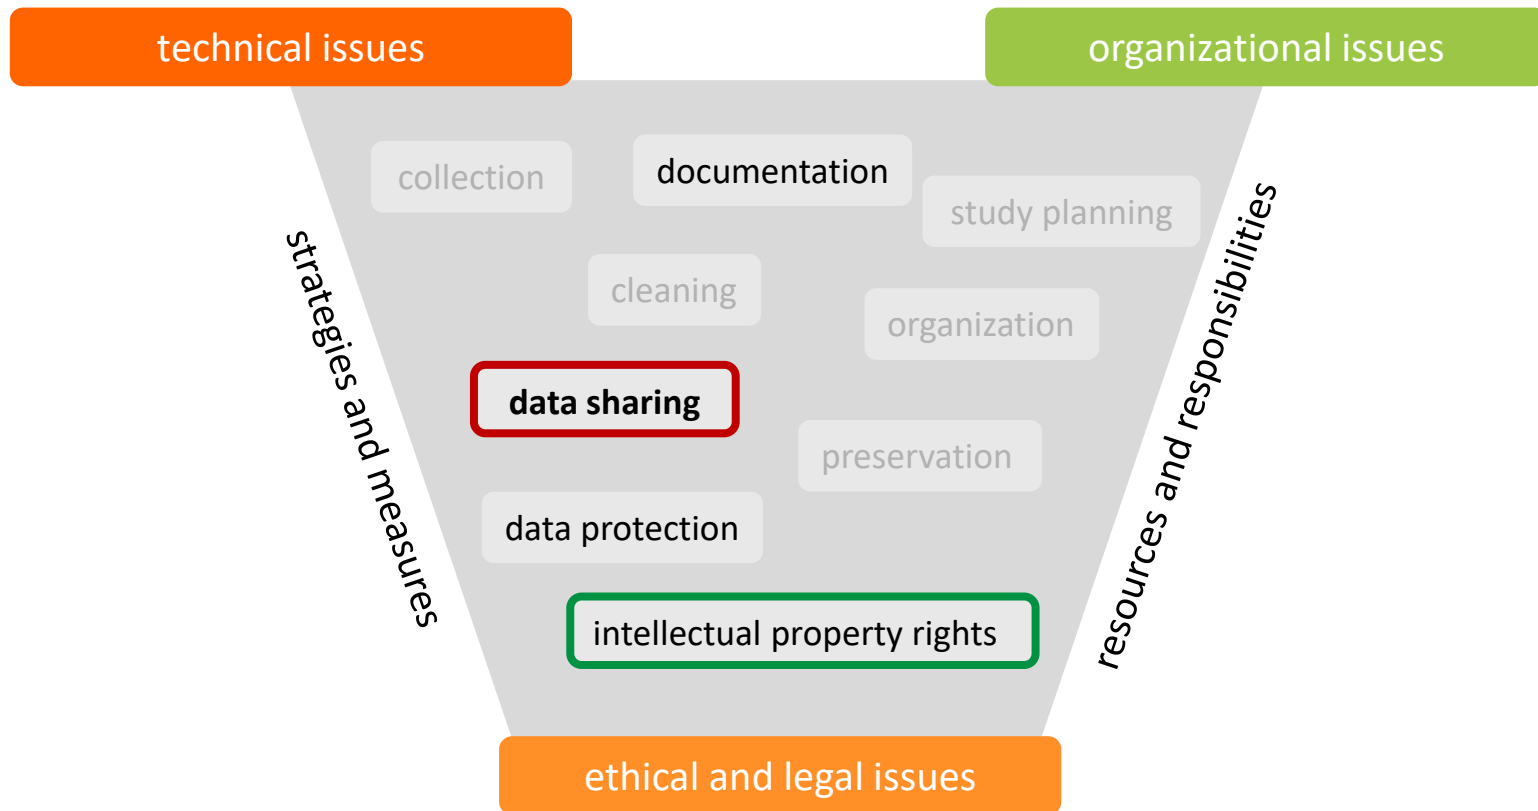 technical issues
organizational issues
collection
documentation
study planning
cleaning
organization
data sharing
preservation
data protection
intellectual property rights
strategies and measures
resources and responsibilities
ethical and legal issues